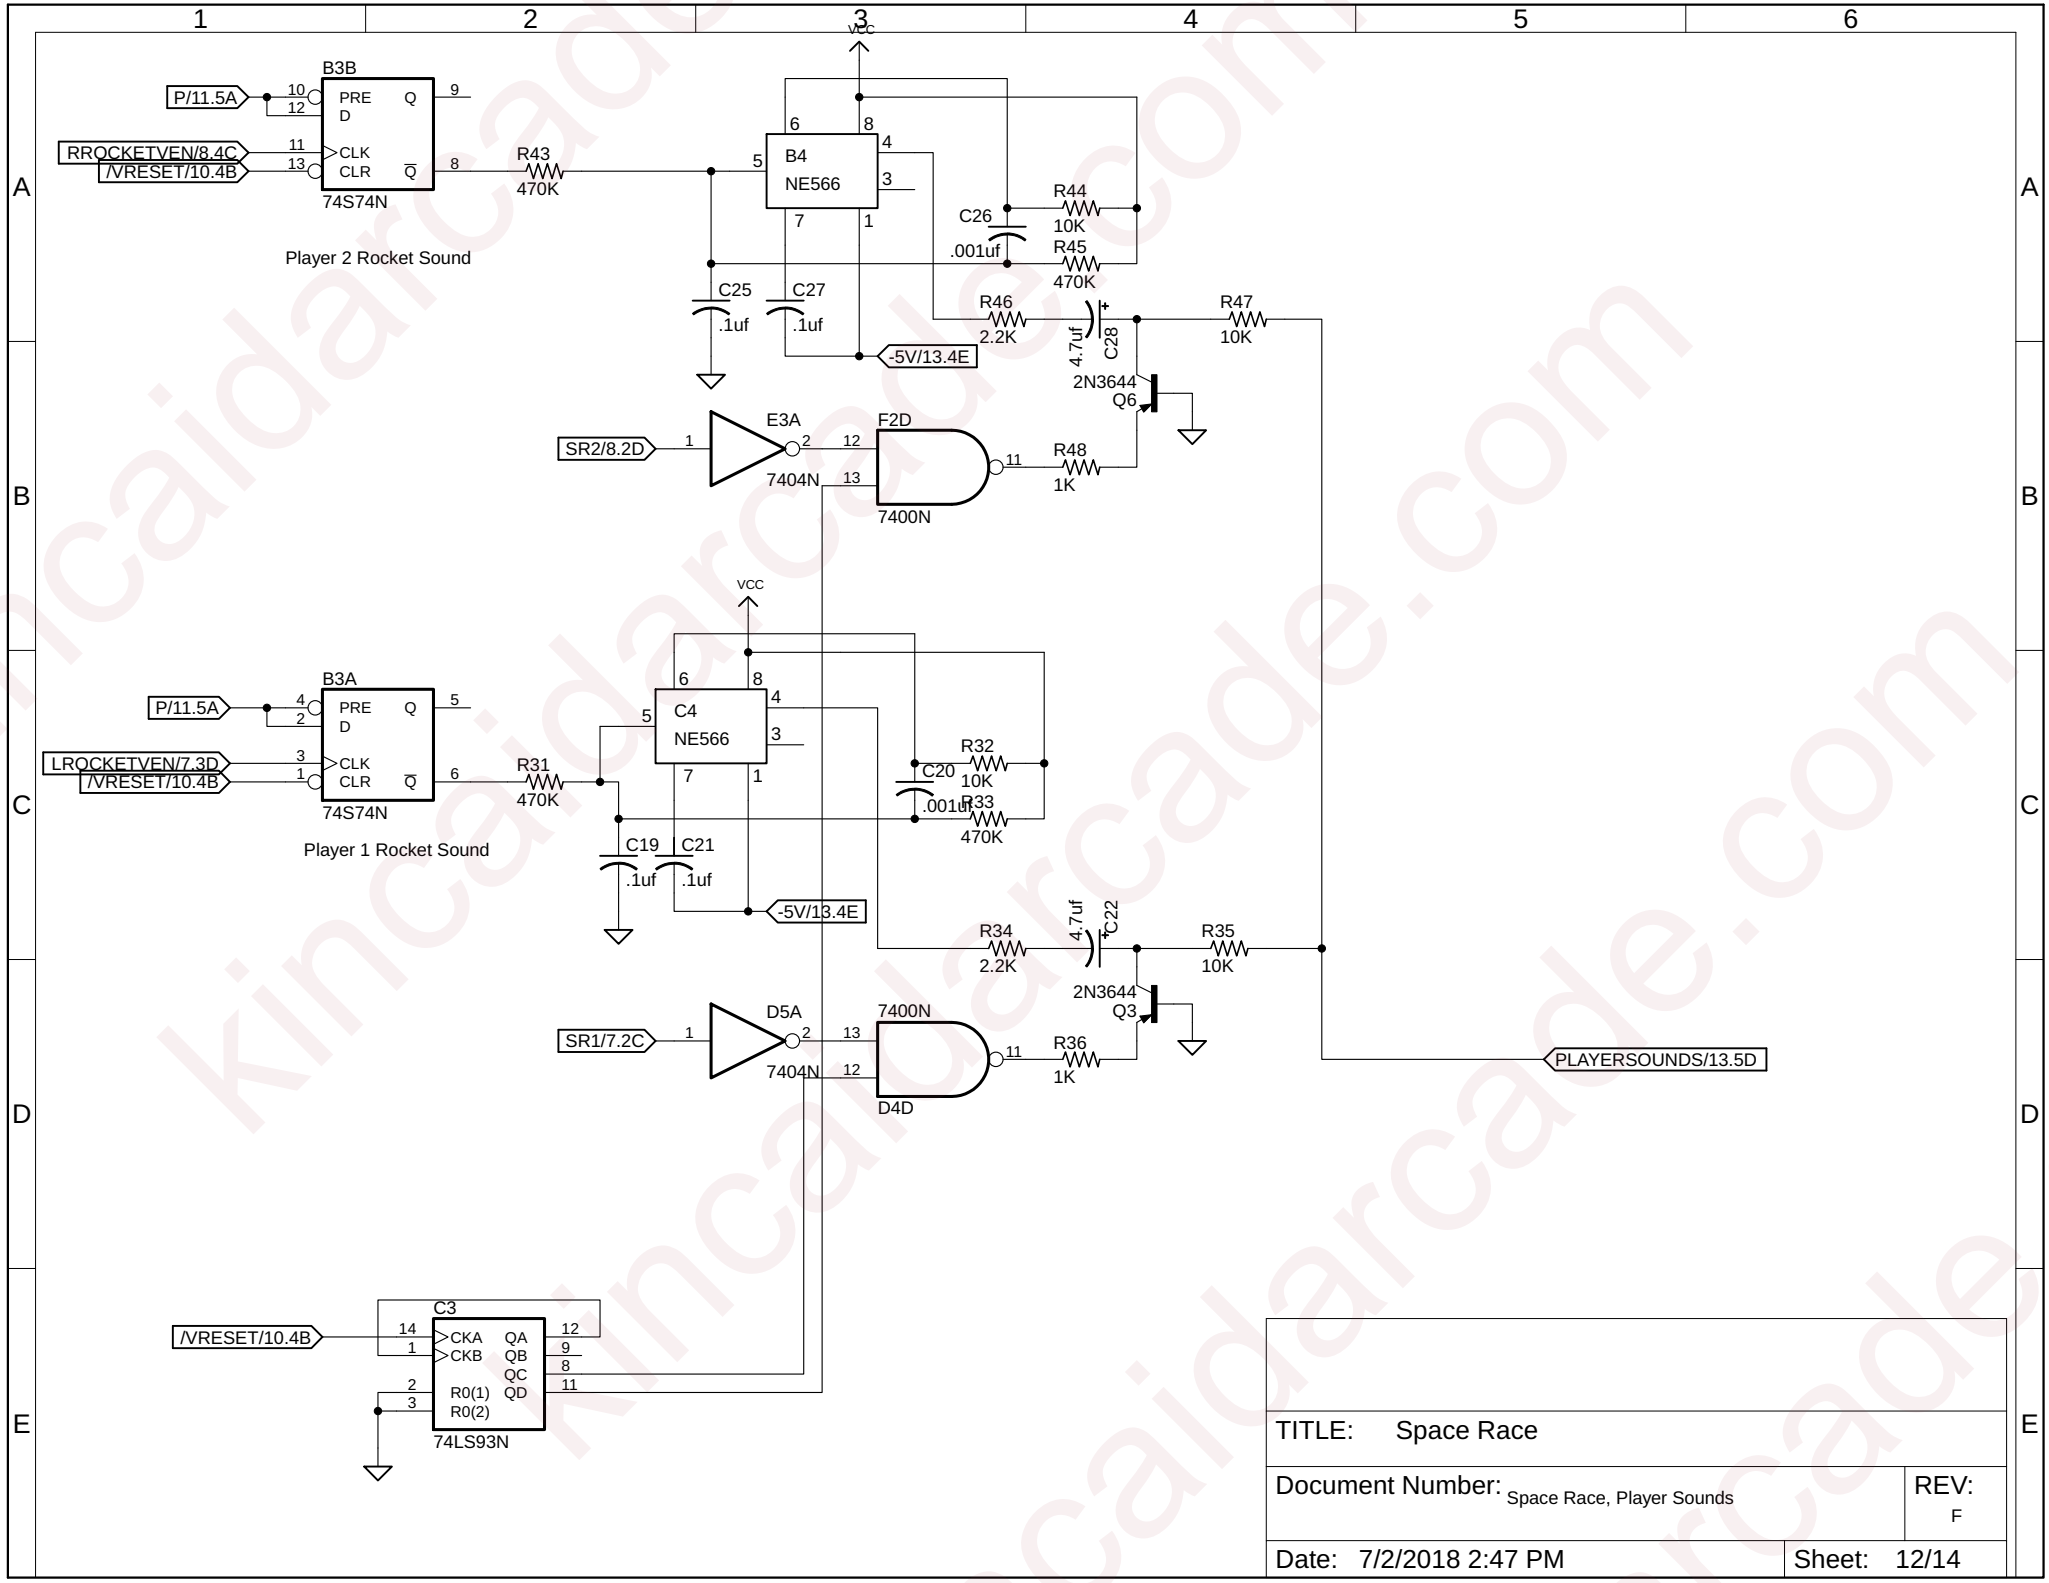 1 2 3 4 5 6
VCC
B3B
P/11.5A
10 PRE Q 9
12 D
RROCKETVEN/8.4C 11 CLK
/VRESET/10.4B 13 CLR Q 8
74S74N
R43
470K
Player 2 Rocket Sound
6 8
5 B4 4
NE566 3
7 1
A A
C26
.001uf
R44
10K
R45
470K
C25
.1uf
C27
.1uf
-5V/13.4E
R46
2.2K
4.7uf
+
C28
R47
10K
2N3644
Q6
SR2/8.2D 1 E3A 2
7404N
F2D
12
13
11
7400N
R48
1K
B B
VCC
B3A
P/11.5A
4 PRE Q 5
2 D
LROCKETVEN/7.3D 3 CLK
/VRESET/10.4B 1 CLR Q 6
74S74N
R31
470K
Player 1 Rocket Sound
6 8
5 C4 4
NE566 3
7 1
R32
C20 10K
.001uf
R33
470K
C C
C19
.1uf
C21
.1uf
-5V/13.4E
R34
2.2K
4.7uf
+
C22
R35
10K
2N3644
Q3
SR1/7.2C 1 D5A 2
7404N
7400N
13
12
11
D4D
R36
1K
PLAYERSOUNDS/13.5D
D D
C3
/VRESET/10.4B 14 CKA QA 12
1 CKB QB 9
QC 8
2 R0(1) QD 11
3 R0(2)
74LS93N
E E
TITLE: Space Race
Document Number: Space Race, Player Sounds
REV:
F
Date: 7/2/2018 2:47 PM
Sheet: 12/14
kincaidarcade.com
kincaidarcade.com
kincaidarcade.com
kincaidarcade